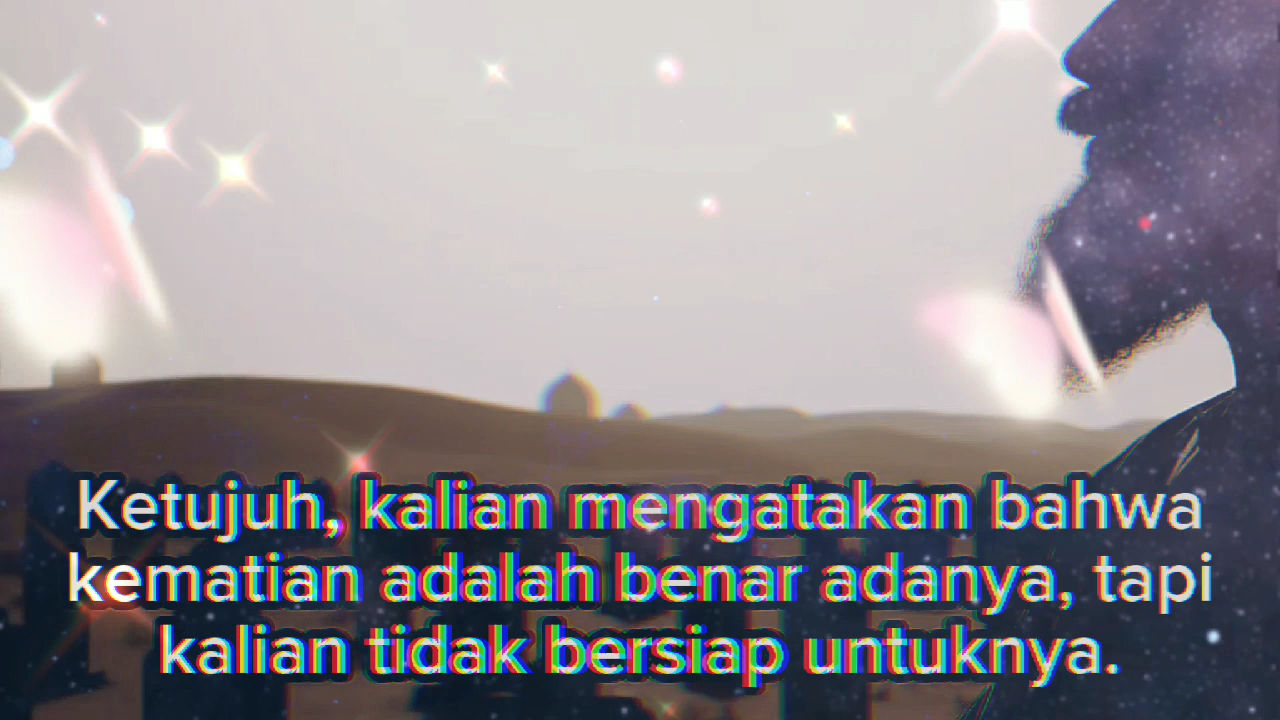 Ketujuh, kalian mengatakan bahwa
kematian adalah benar adanya, tapi
kalian tidak bersiap untuknya.